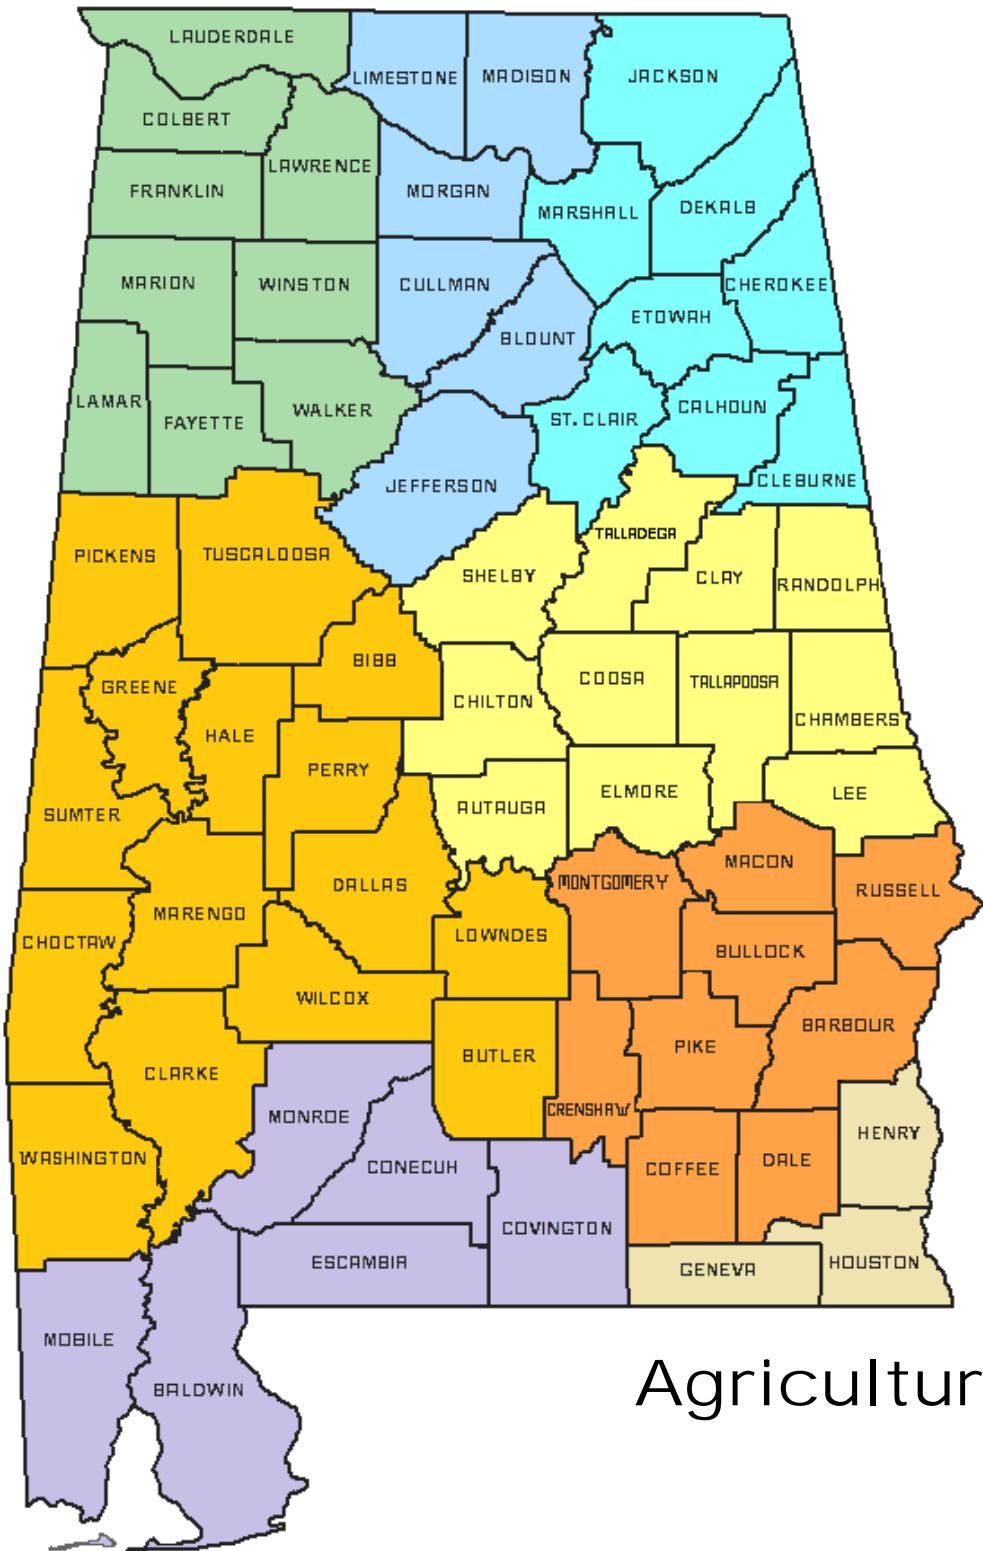 LAUDERDALE
LIMESTONE
MADISON
JACKSON
COLBERT
LAWRENCE
FRANKLIN
MORGAN
MARSHALL
DEKALB
MARION
WINSTON
CULLMAN
CHEROKEE
ETOWAH
BLOUNT
LAMAR
FAYETTE
WALKER
ST. CLAIR
CALHOUN
JEFFERSON
CLEBURNE
PICKENS
TUSCALOOSA
TALLADEGA
SHELBY
CLAY
RANDOLPH
BIBB
GREENE
CHILTON
COOSA
TALLAPOOSA
HALE
CHAMBERS
PERRY
SUMTER
AUTAUGA
ELMORE
LEE
MACON
DALLAS
MONTGOMERY
RUSSELL
MARENGO
CHOCTAW
LOWNDES
BULLOCK
WILCOX
BARBOUR
CLARKE
BUTLER
PIKE
MONROE
CRENSHAW
HENRY
WASHINGTON
CONECUH
COFFEE
DALE
COVINGTON
ESCAMBIA
GENEVA
HOUSTON
MOBILE
BALDWIN
Agricultur